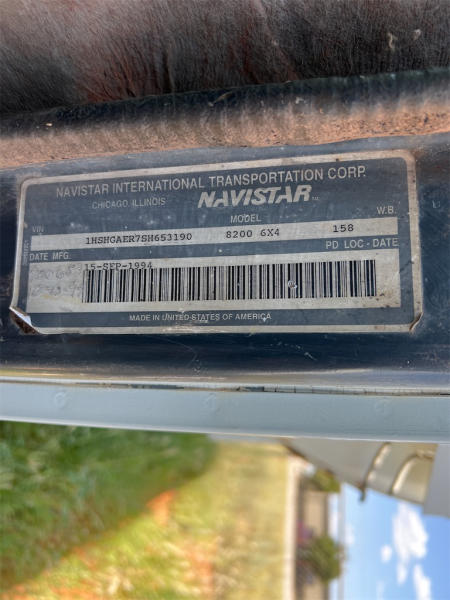 NAVISTAR INTERNATIONAL TRANSPORTATION CORP.
CHICAGO, ILLINOIS NAVISTAR
VIN MODEL W.B.
1HSHGAER7SH653190 8200 6X4 158
DATE MFG. PD LOC - DATE
15-SEP-1994
MADE IN UNITED STATES OF AMERICA